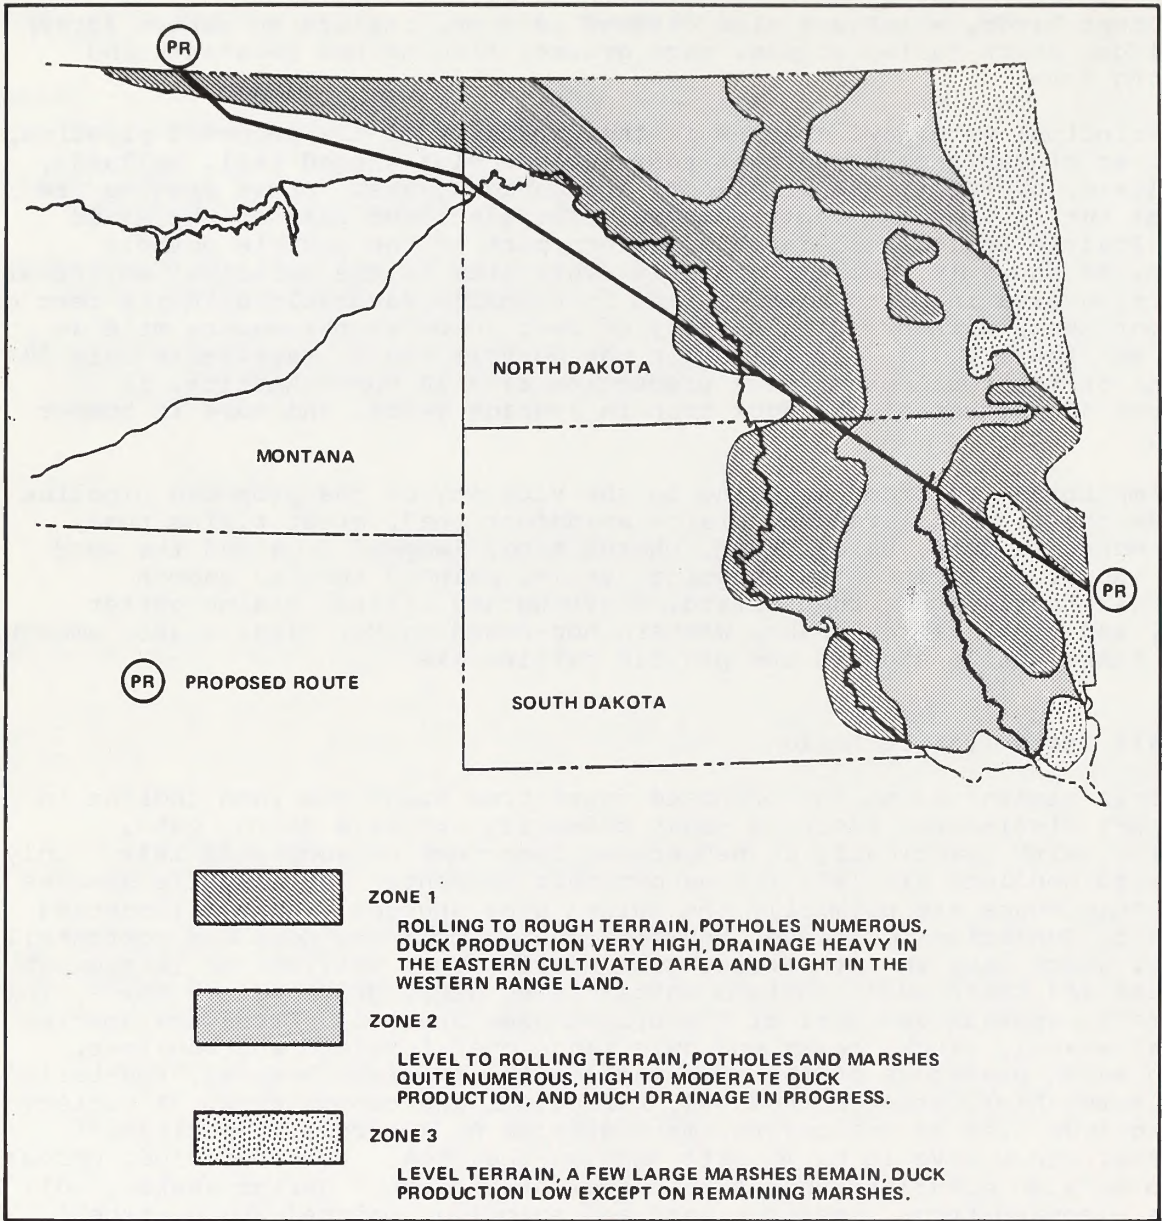 PR
NORTH DAKOTA
MONTANA
PR
PR PROPOSED ROUTE
SOUTH DAKOTA
ZONE 1
ROLLING TO ROUGH TERRAIN, POTHOLES NUMEROUS,
DUCK PRODUCTION VERY HIGH, DRAINAGE HEAVY IN
THE EASTERN CULTIVATED AREA AND LIGHT IN THE
WESTERN RANGE LAND.
ZONE 2
LEVEL TO ROLLING TERRAIN, POTHOLES AND MARSHES
QUITE NUMEROUS, HIGH TO MODERATE DUCK
PRODUCTION, AND MUCH DRAINAGE IN PROGRESS.
ZONE 3
LEVEL TERRAIN, A FEW LARGE MARSHES REMAIN, DUCK
PRODUCTION LOW EXCEPT ON REMAINING MARSHES.